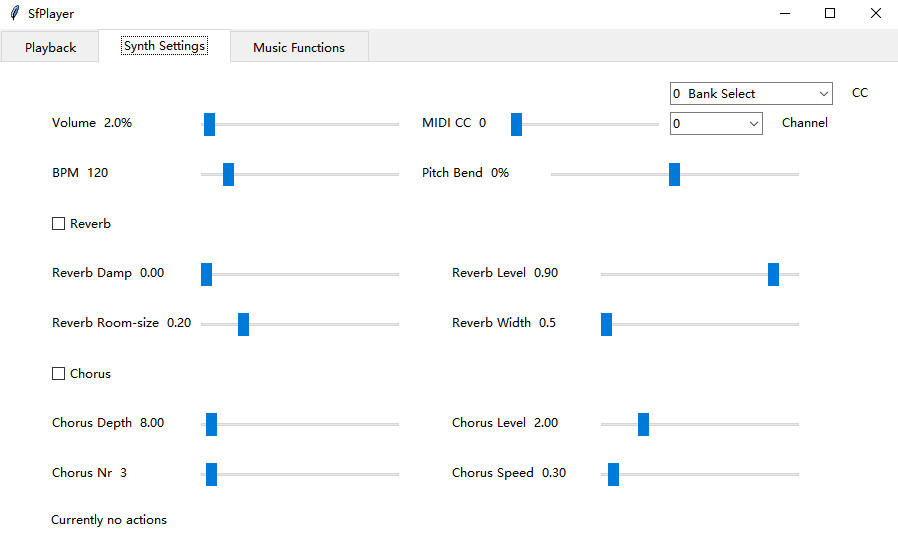 SfPlayer
Playback Synth Settings Music Functions
0 Bank Select CC
Volume 2.0% MIDI CC 0 0 Channel
BPM 120 Pitch Bend 0%
Reverb
Reverb Damp 0.00 Reverb Level 0.90
Reverb Room-size 0.20 Reverb Width 0.5
Chorus
Chorus Depth 8.00 Chorus Level 2.00
Chorus Nr 3 Chorus Speed 0.30
Currently no actions